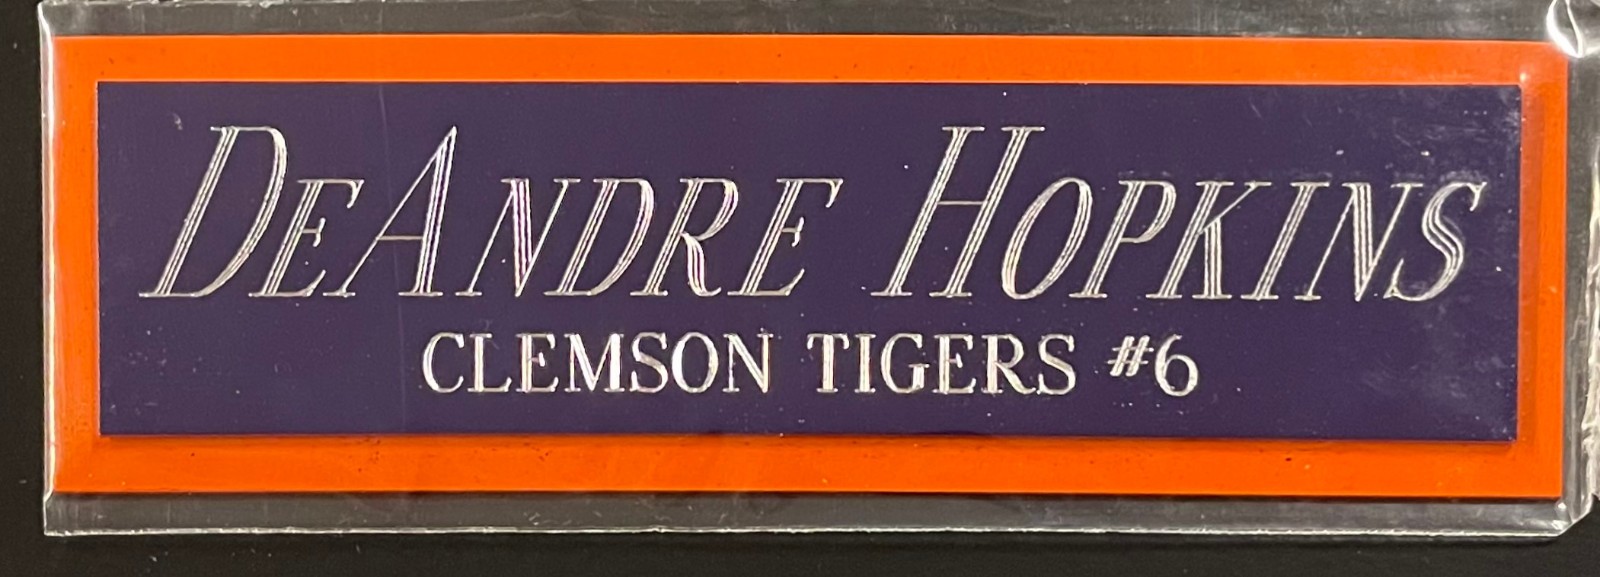 DEANDRE HOPKINS
CLEMSON TIGERS #6